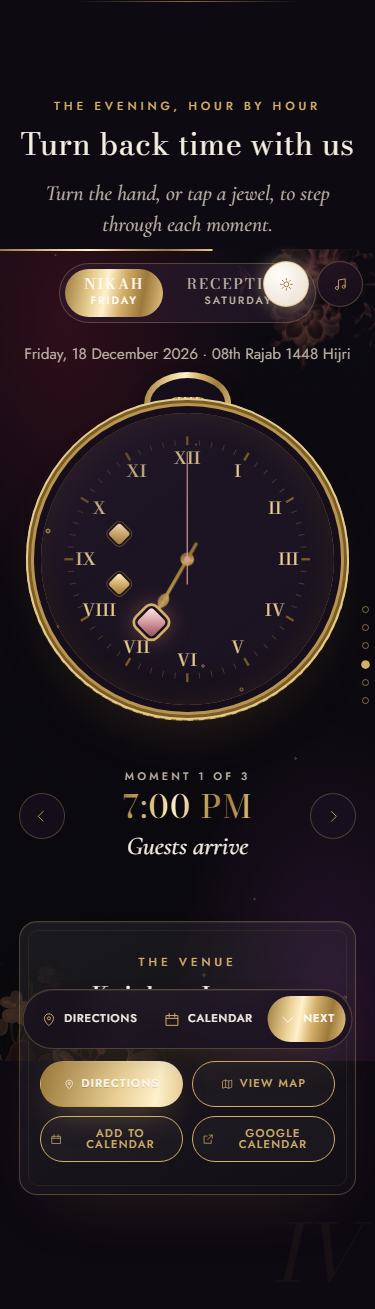 THE EVENING, HOUR BY HOUR
Turn back time with us
Turn the hand, or tap a jewel, to step
through each moment.
NIKAH
FRIDAY
RECEPTI
SATURDAY
Friday, 18 December 2026 · 08th Rajab 1448 Hijri
XII
I
II
III
IV
V
VI
VII
VIII
IX
X
XI
MOMENT 1 OF 3
7:00 PM
Guests arrive
THE VENUE
DIRECTIONS
CALENDAR
NEXT
DIRECTIONS
VIEW MAP
ADD TO
CALENDAR
GOOGLE
CALENDAR
IV